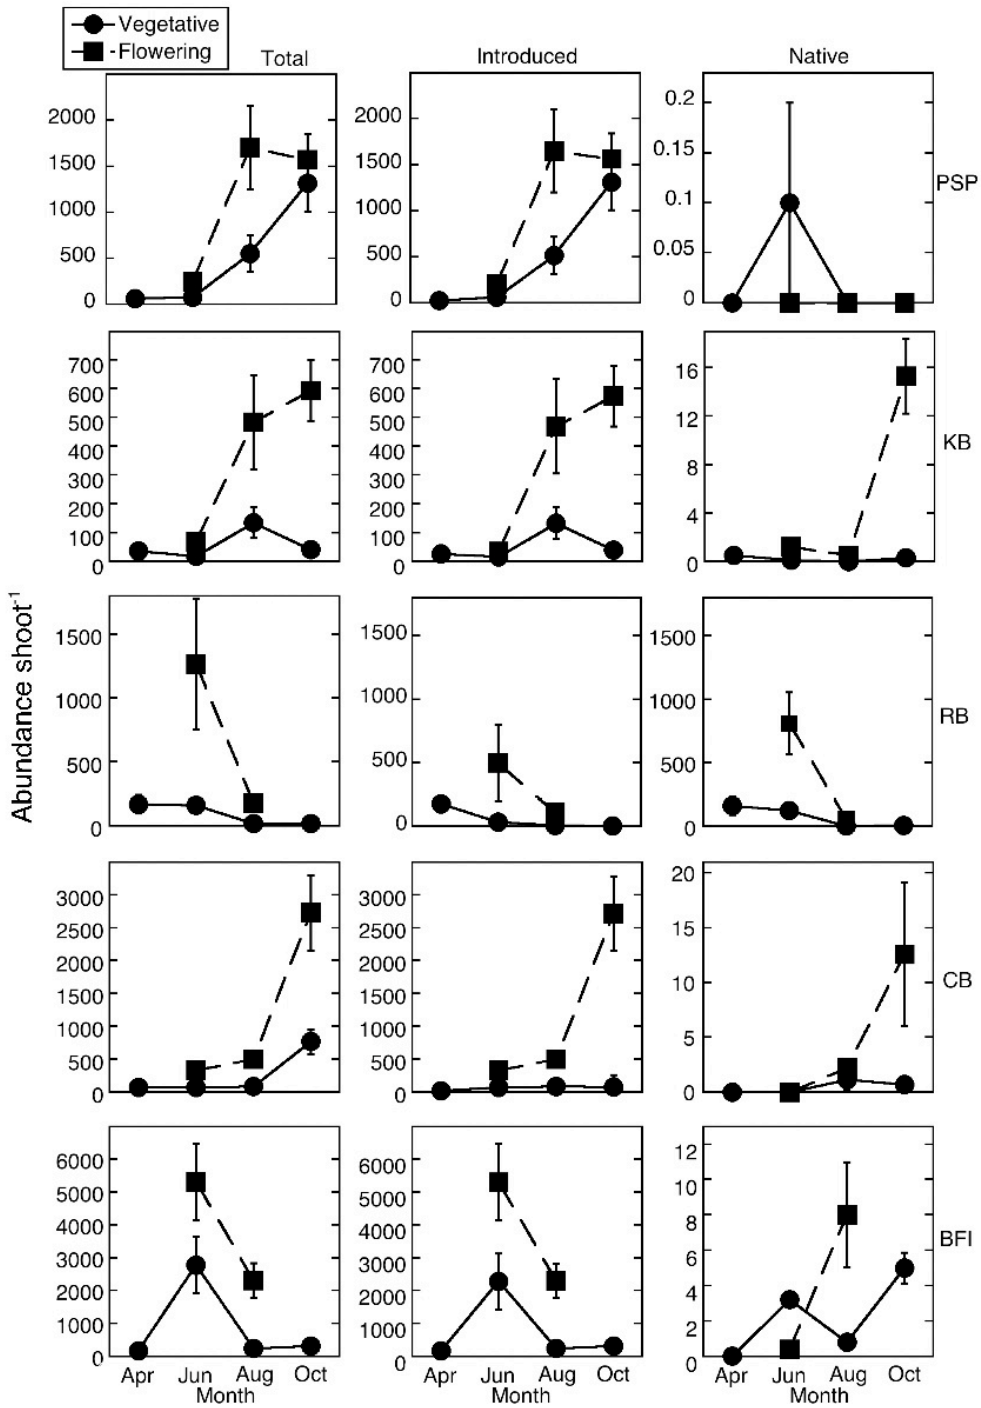 Vegetative
Flowering
Total Introduced Native
2000 2000 0.2
1500 1500 0.15
1000 1000 0.1
500 500 0.05
0 0 0
PSP
700 700 16
600 600 12
500 500 8
400 400 4
300 300 0
200 200
100 100
0 0
KB
Abundance shoot-1
1500 1500 1500
1000 1000 1000
500 500 500
0 0 0
RB
3000 3000 20
2500 2500 15
2000 2000 10
1500 1500 5
1000 1000 0
500 500
0 0
CB
6000 6000 12
5000 5000 10
4000 4000 8
3000 3000 6
2000 2000 4
1000 1000 2
0 0 0
BFI
Apr Jun Aug Oct Apr Jun Aug Oct Apr Jun Aug Oct
Month Month Month